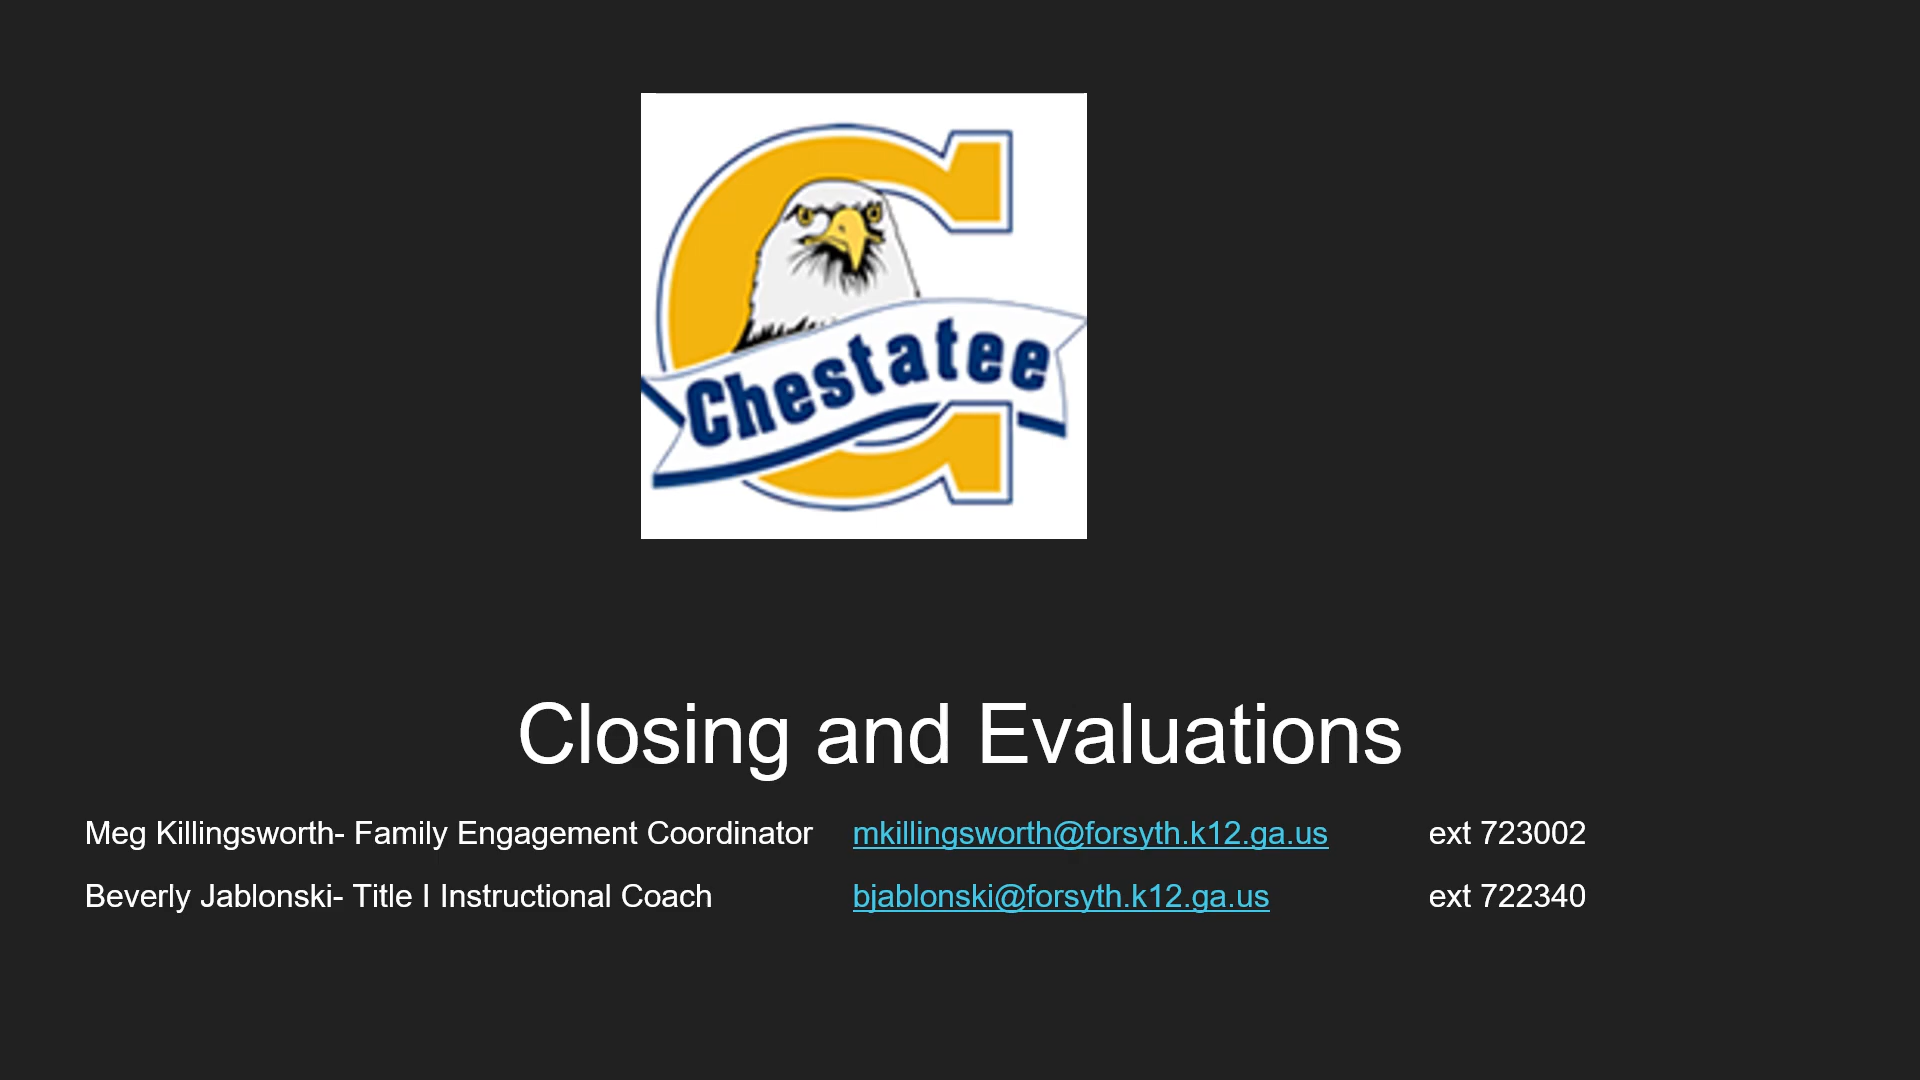 Chestatee
Closing and Evaluations
Meg Killingsworth- Family Engagement Coordinator mkillingsworth@forsyth.k12.ga.us ext 723002
Beverly Jablonski- Title I Instructional Coach bjablonski@forsyth.k12.ga.us ext 722340